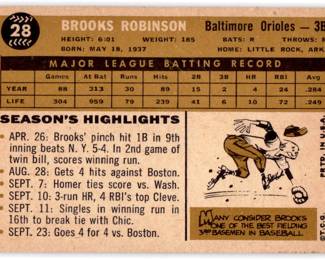 28
BROOKS ROBINSON
Baltimore Orioles — 3B
HEIGHT: 6:01 WEIGHT: 185 BATS: R THROWS:
BORN: MAY 18, 1937 HOME: LITTLE ROCK, ARK
MAJOR LEAGUE BATTING RECORD
Games At Bat Runs Hits 2B 3B HR RBI Avg.
YEAR 88 313 89 24 .284
LIFE 304 959 79 239 41 6 10 72 .249
SEASON'S HIGHLIGHTS
• APR. 26: Brooks' pinch hit 1B in 9th
inning beats N. Y. 5-4. In 2nd game of
twin bill, scores winning run.
• AUG. 28: Gets 4 hits against Boston.
• SEPT. 7: Homer ties score vs. Wash.
• SEPT. 10: 3-run HR, 4 RBI's top Cleve.
• SEPT. 11: Singles in winning run in
16th to break tie with Chic.
• SEPT. 23: Goes 4 for 4 vs. Boston.
MANY CONSIDER BROOKS
ONE OF THE BEST FIELDING
3RD BASEMEN IN BASEBALL
PRTD. IN U.S.A.